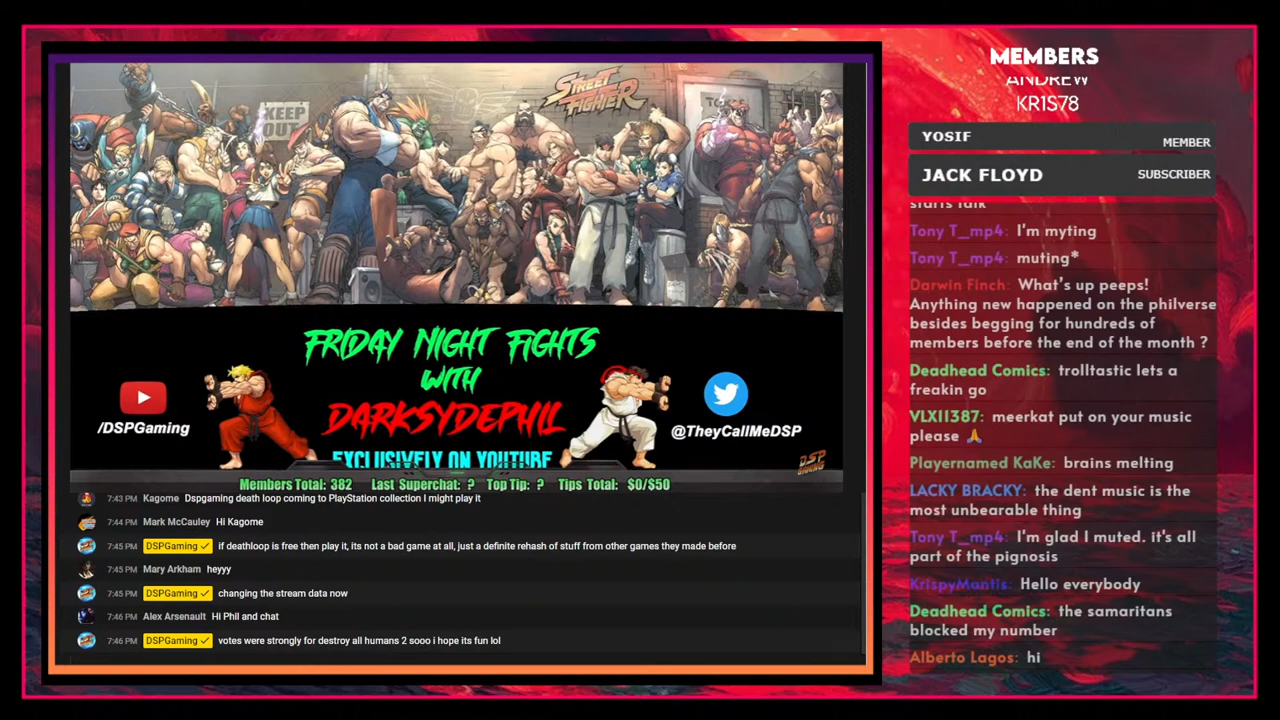 KEEP
OUT
STREET
FIGHTER
FRIDAY NIGHT FIGHTS
WITH
DARKSYDEPHIL
EXCLUSIVELY ON YOUTUBE
/DSPGaming
@TheyCallMeDSP
DSP
GAMING
Members Total: 382 Last Superchat: ? Top Tip: ? Tips Total: $0/$50
7:43 PM Kagome Dspgaming death loop coming to PlayStation collection I might play it
7:44 PM Mark McCauley Hi Kagome
7:45 PM DSPGaming ✓ if deathloop is free then play it, its not a bad game at all, just a definite rehash of stuff from other games they made before
7:45 PM Mary Arkham heyyy
7:45 PM DSPGaming ✓ changing the stream data now
7:46 PM Alex Arsenault Hi Phil and chat
7:46 PM DSPGaming ✓ votes were strongly for destroy all humans 2 sooo i hope its fun lol
MEMBERS
ANDREW
KR1S78
YOSIF MEMBER
JACK FLOYD SUBSCRIBER
starts talk
Tony T_mp4: I'm myting
Tony T_mp4: muting*
Darwin Finch: What's up peeps!
Anything new happened on the philverse
besides begging for hundreds of
members before the end of the month ?
Deadhead Comics: trolltastic lets a
freakin go
VLX11387: meerkat put on your music
please 🙏
Playernamed KaKe: brains melting
LACKY BRACKY: the dent music is the
most unbearable thing
Tony T_mp4: I'm glad I muted. it's all
part of the pignosis
KrispyMantis: Hello everybody
Deadhead Comics: the samaritans
blocked my number
Alberto Lagos: hi